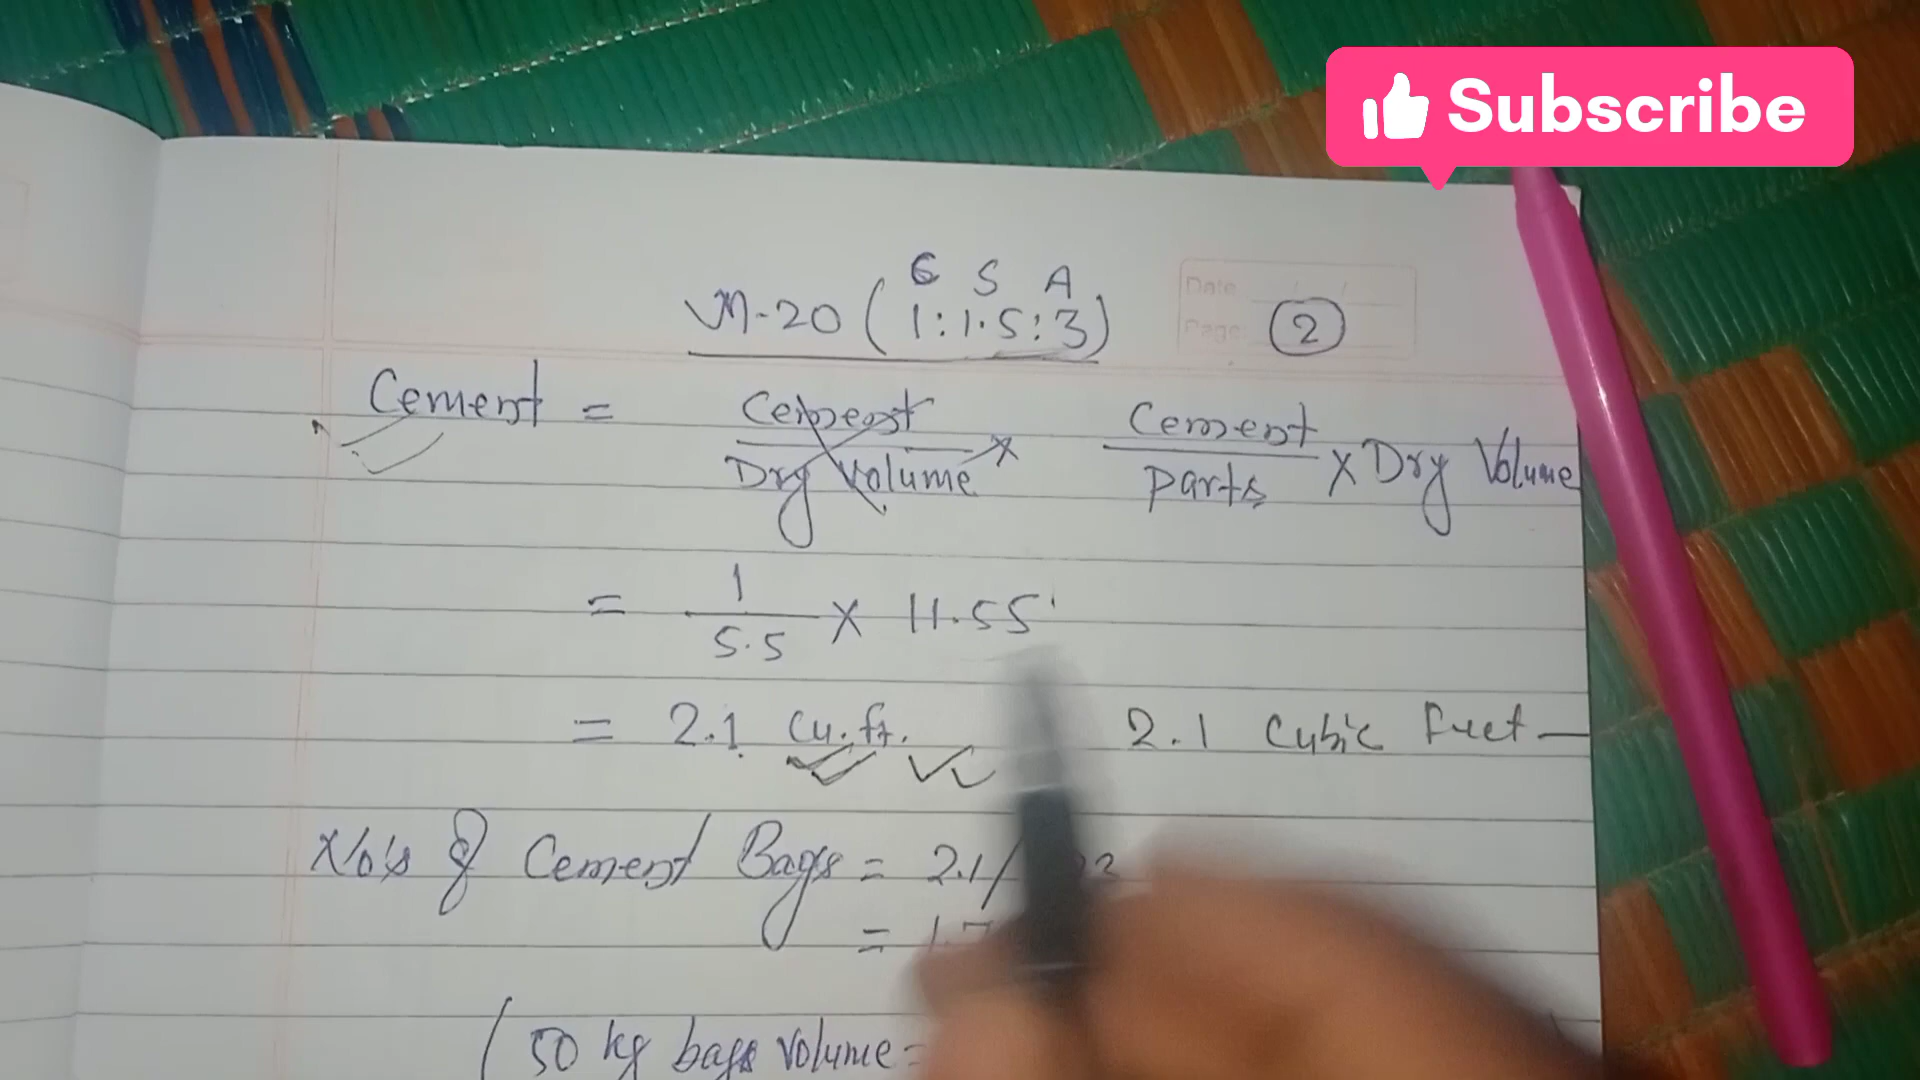 Subscribe
C S A
M-20 (1:1.5:3)
Date
Page
2
Cement = Cement / Dry Volume × Cement / Parts × Dry Volume
= 1 / 5.5 × 11.55
= 2.1 Cu.ft. 2.1 Cubic Feet
No's of Cement Bags = 2.1/
= 1.7
(50 kg bags Volume =